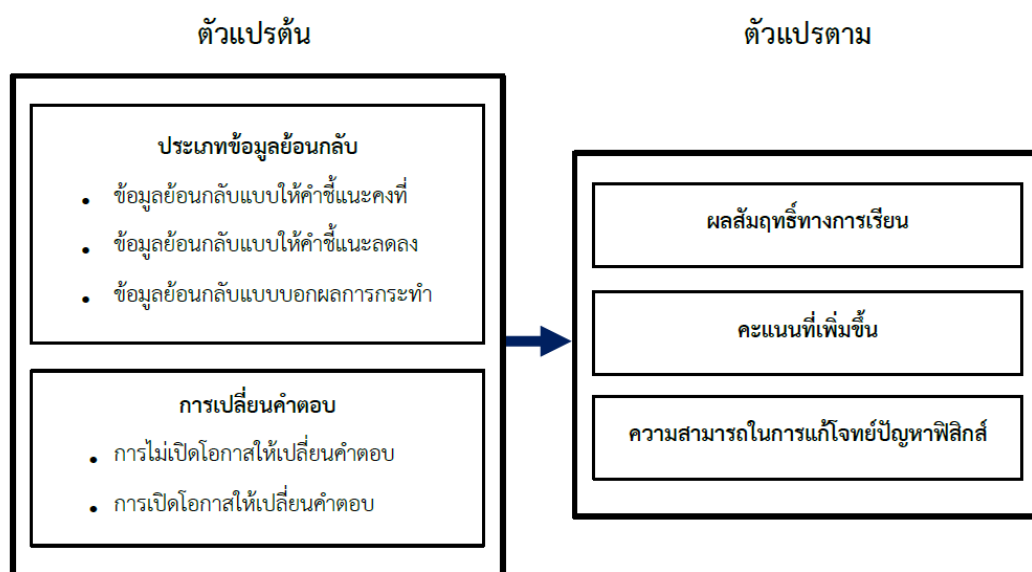 ตัวแปรต้น
ตัวแปรตาม
ประเภทข้อมูลย้อนกลับ
• ข้อมูลย้อนกลับแบบให้คำชี้แนะคงที่
• ข้อมูลย้อนกลับแบบให้คำชี้แนะลดลง
• ข้อมูลย้อนกลับแบบบอกผลการกระทำ
การเปลี่ยนคำตอบ
• การไม่เปิดโอกาสให้เปลี่ยนคำตอบ
• การเปิดโอกาสให้เปลี่ยนคำตอบ
ผลสัมฤทธิ์ทางการเรียน
คะแนนที่เพิ่มขึ้น
ความสามารถในการแก้โจทย์ปัญหาฟิสิกส์